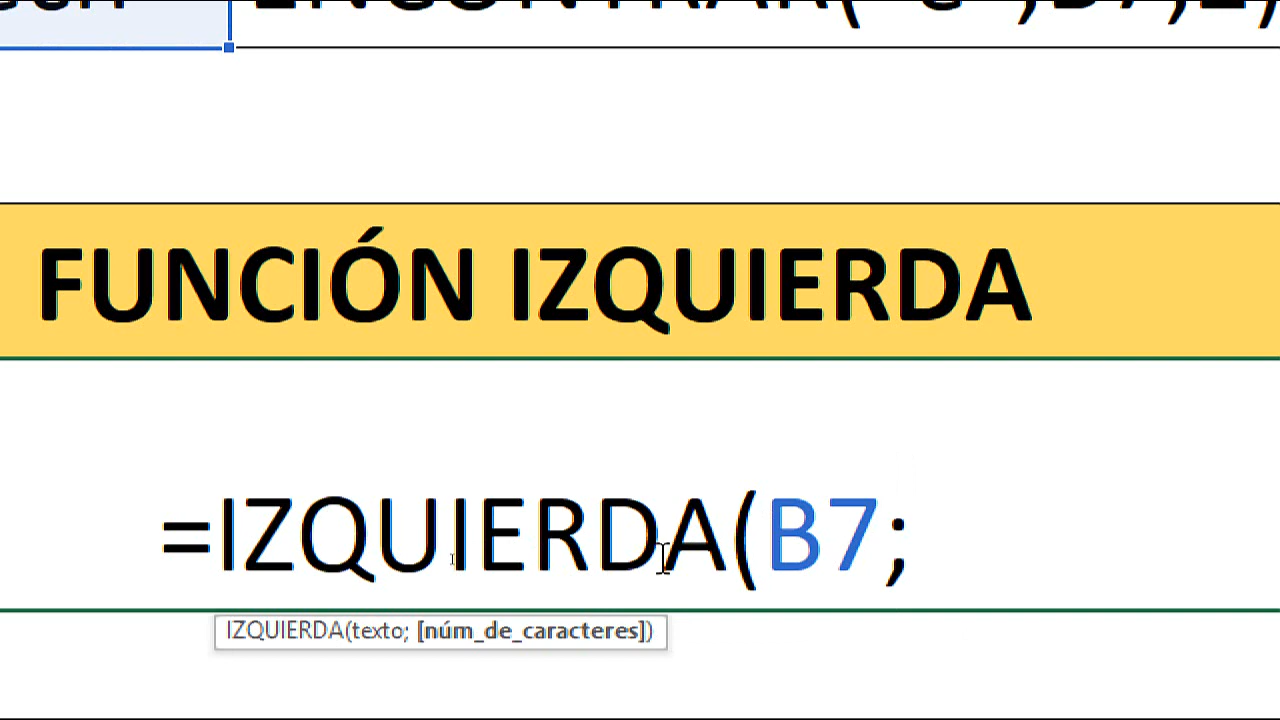 FUNCIÓN IZQUIERDA
=IZQUIERDA(B7;
IZQUIERDA(texto; [núm_de_caracteres])